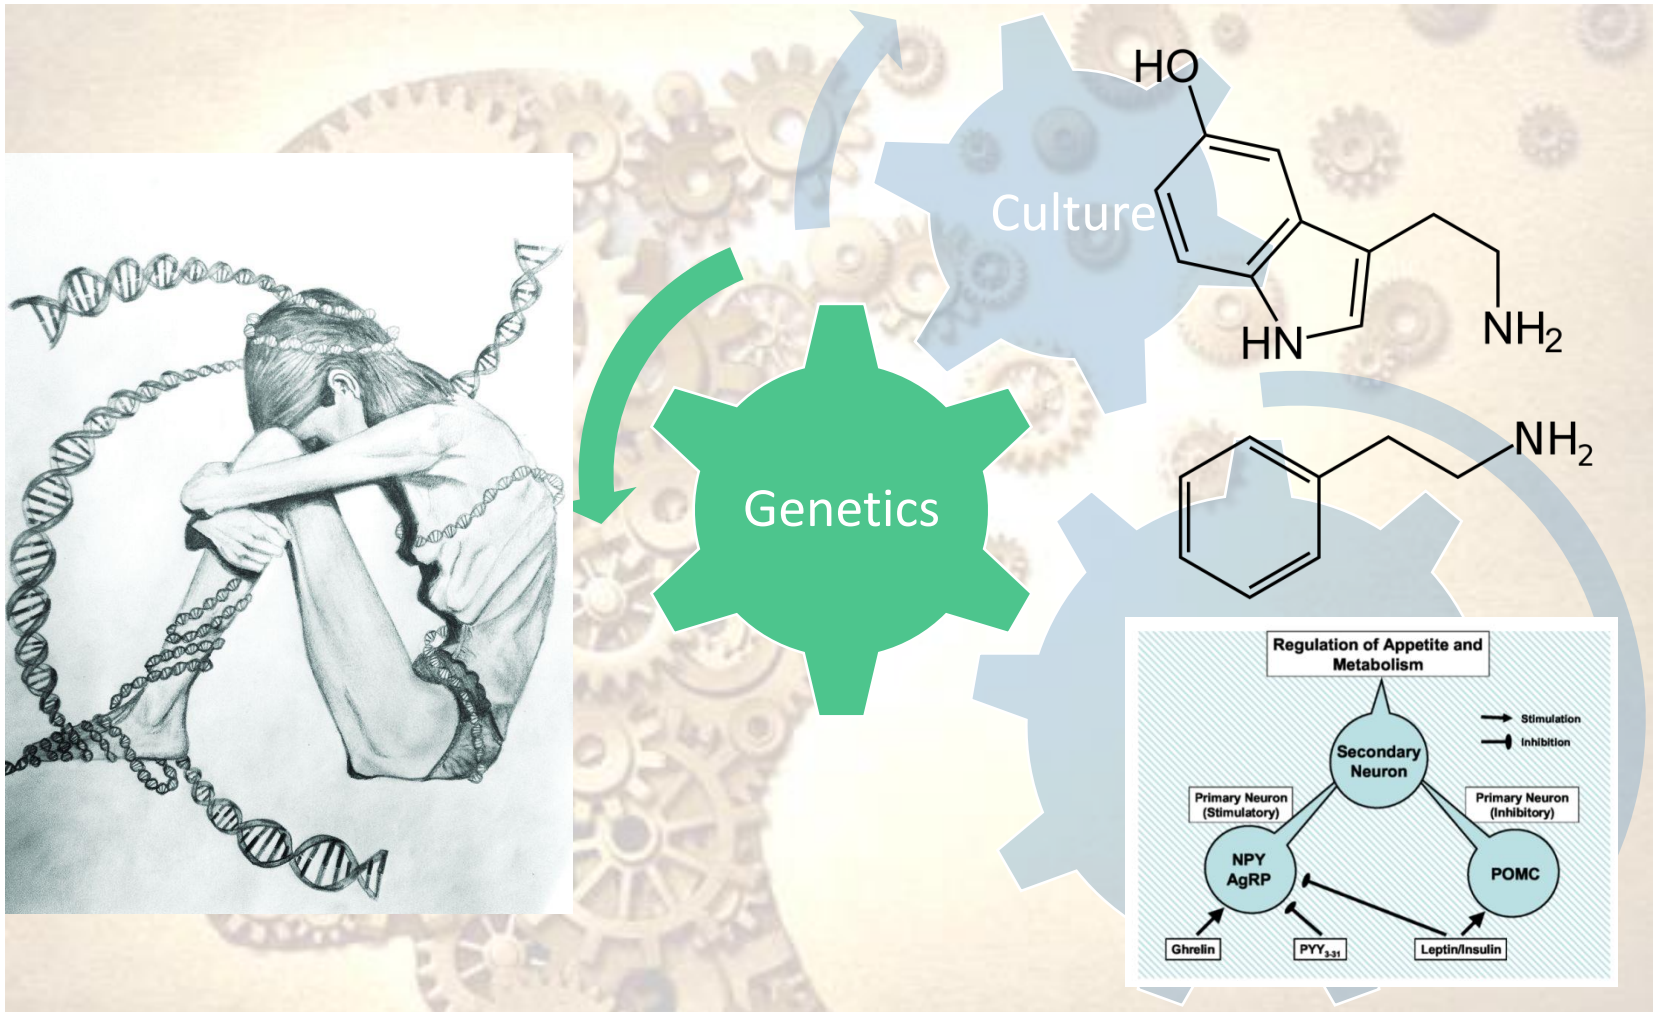 HO
Culture
HN
NH2
NH2
Genetics
Regulation of Appetite and
Metabolism
Stimulation
Inhibition
Secondary
Neuron
Primary Neuron
(Stimulatory)
Primary Neuron
(Inhibitory)
NPY
AgRP
POMC
Ghrelin
PYY3-31
Leptin/Insulin